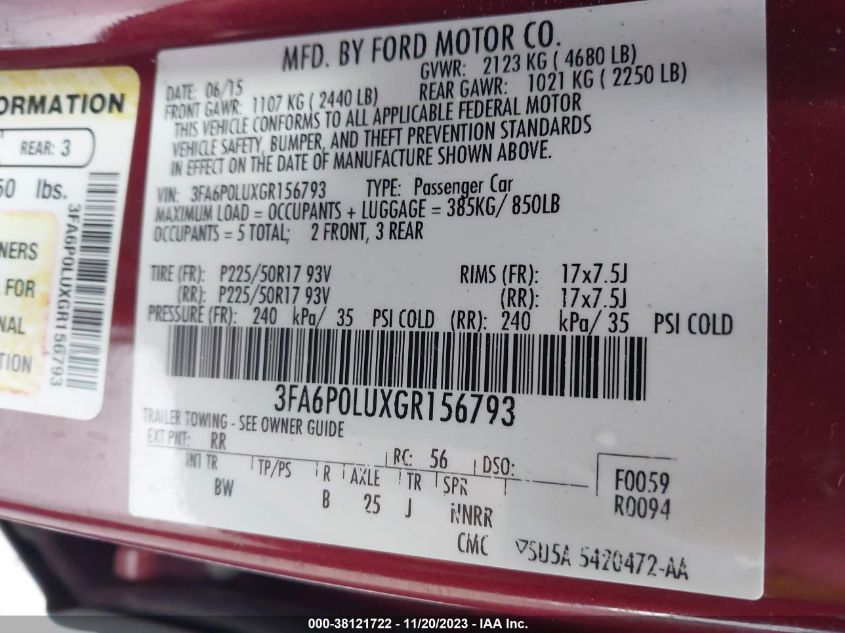 ORMATION
REAR: 3
50 lbs.
NERS
FOR
NAL
TION
3FA6P0LUXGR156793
MFD. BY FORD MOTOR CO.
DATE: 06/15 GVWR: 2123 KG ( 4680 LB)
FRONT GAWR: 1107 KG ( 2440 LB) REAR GAWR: 1021 KG ( 2250 LB)
THIS VEHICLE CONFORMS TO ALL APPLICABLE FEDERAL MOTOR
VEHICLE SAFETY, BUMPER, AND THEFT PREVENTION STANDARDS
IN EFFECT ON THE DATE OF MANUFACTURE SHOWN ABOVE.
VIN: 3FA6P0LUXGR156793 TYPE: Passenger Car
MAXIMUM LOAD = OCCUPANTS + LUGGAGE = 385KG/ 850LB
OCCUPANTS = 5 TOTAL; 2 FRONT, 3 REAR
TIRE (FR): P225/50R17 93V RIMS (FR): 17x7.5J
(RR): P225/50R17 93V (RR): 17x7.5J
PRESSURE (FR): 240 kPa/ 35 PSI COLD (RR): 240 kPa/ 35 PSI COLD
3FA6P0LUXGR156793
TRAILER TOWING - SEE OWNER GUIDE
EXT PNT: RR RC: 56 DSO: F0059
INT TR TP/PS R AXLE TR SPR R0094
BW B 25 J NNRR
CMC ▽5U5A 5420472-AA
000-38121722 - 11/20/2023 - IAA Inc.